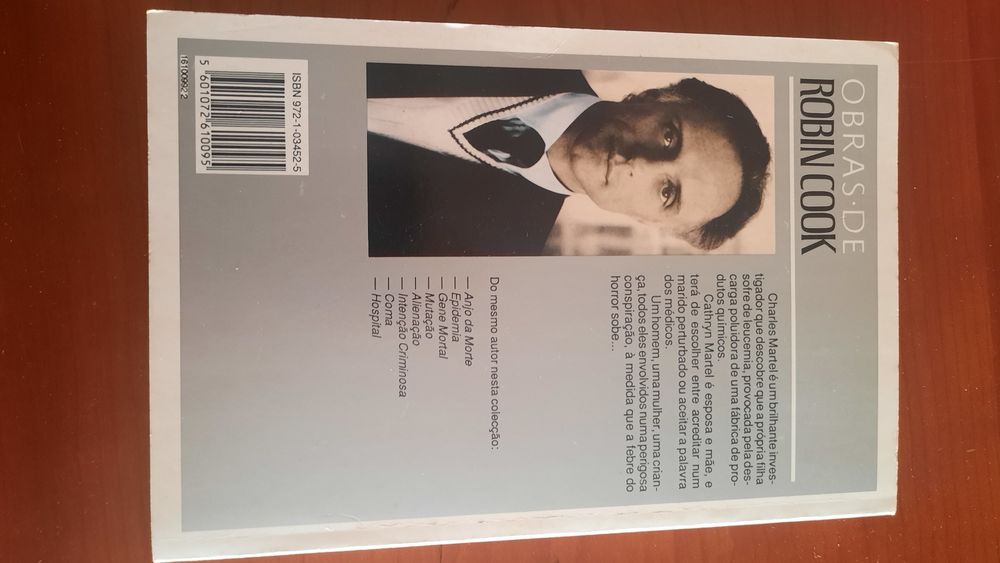 OBRAS·DE
ROBIN COOK
Charles Martel é um brilhante inves-
tigador que descobre que a própria filha
sofre de leucemia, provocada pela des-
carga poluidora de uma fábrica de pro-
dutos químicos.
Cathryn Martel é esposa e mãe, e
terá de escolher entre acreditar num
marido perturbado ou aceitar a palavra
dos médicos.
Um homem, uma mulher, uma crian-
ça, todos eles envolvidos numa perigosa
conspiração, à medida que a febre do
horror sobe...
Do mesmo autor nesta colecção:
— Anjo da Morte
— Epidemia
— Gene Mortal
— Mutação
— Alienação
— Intenção Criminosa
— Coma
— Hospital
ISBN 972-1-03452-5
5 601072 610095
161009922